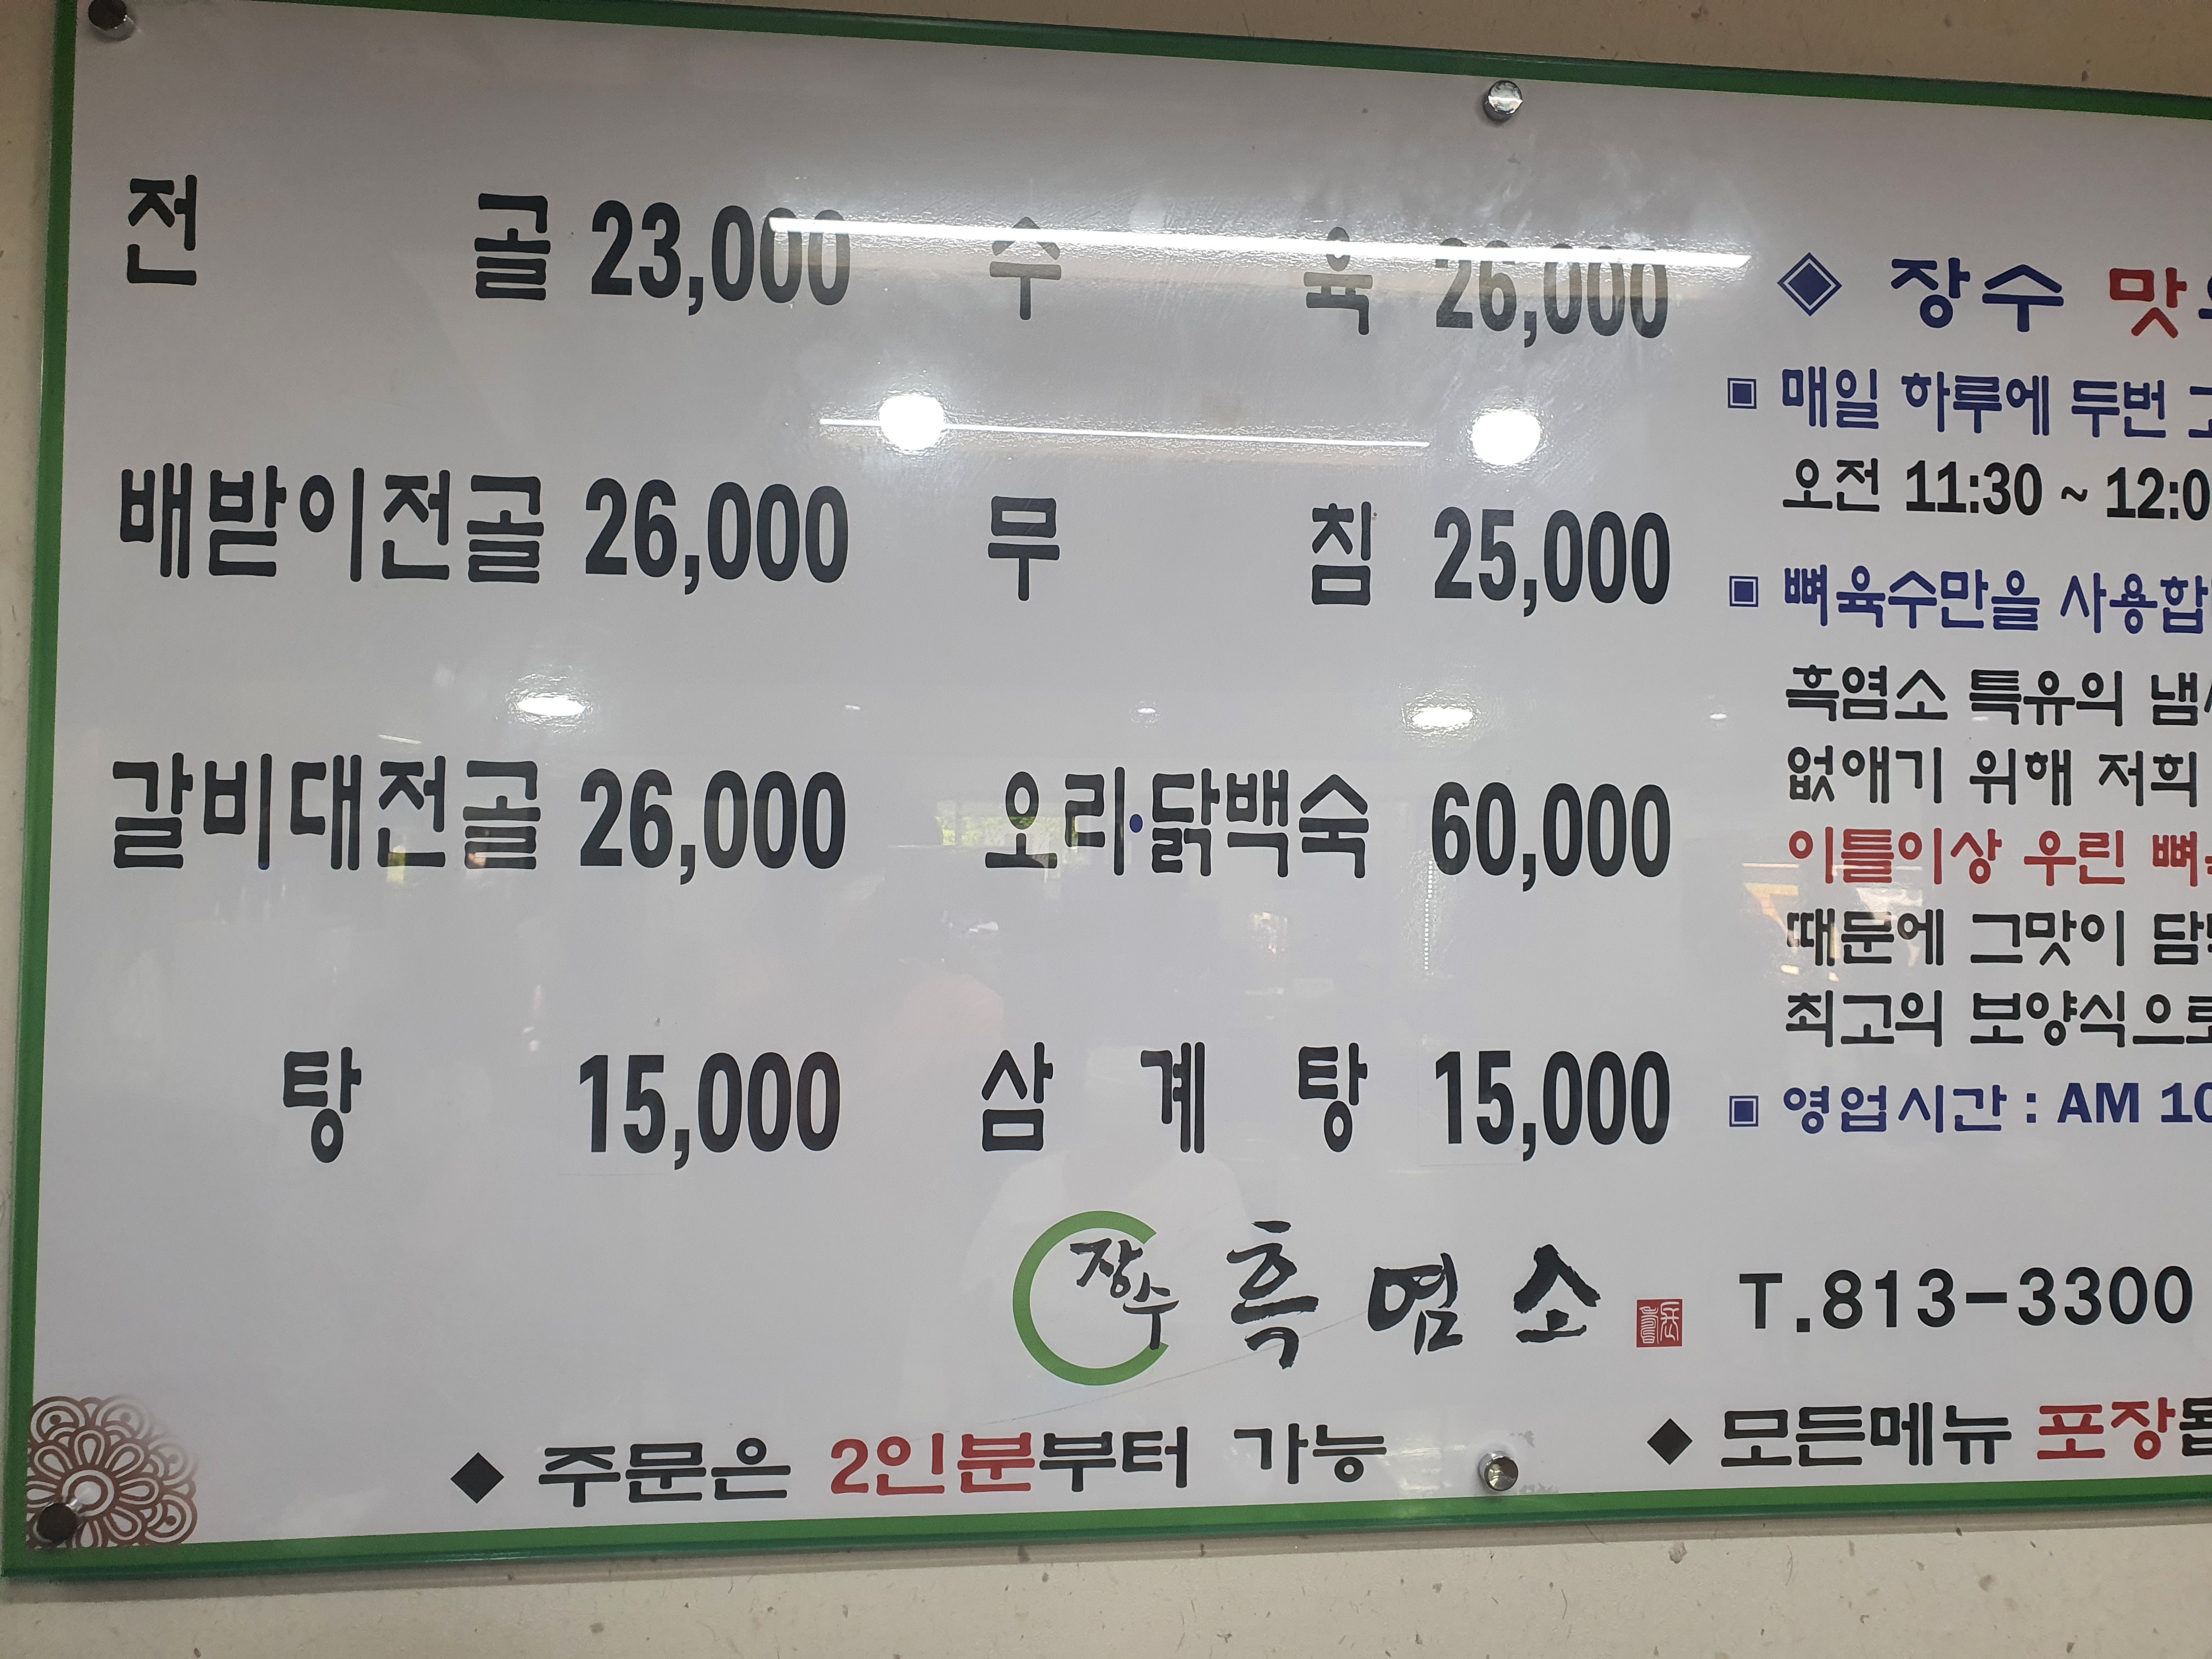 전 골 23,000
수 육 26,000
배받이전골 26,000
무 침 25,000
갈비대전골 26,000
오리·닭백숙 60,000
탕 15,000
삼 계 탕 15,000
◈ 장수 맛
▣ 매일 하루에 두번
오전 11:30 ~ 12:0
▣ 뼈육수만을 사용합
흑염소 특유의
없애기 위해 저희
이틀이상 우린 뼈
때문에 그맛이
최고의 보양식으로
▣ 영업시간 : AM 10
장수 흑염소
T.813-3300
◆ 주문은 2인분부터 가능
◆ 모든메뉴 포장